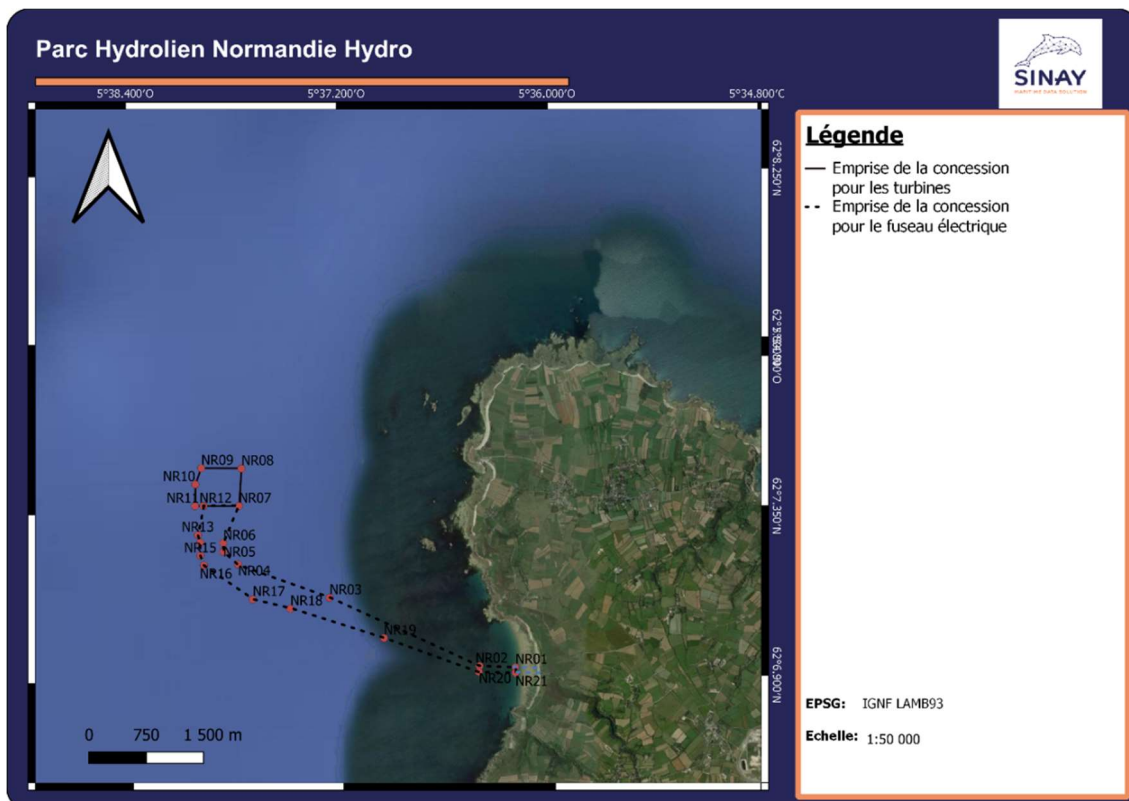 Parc Hydrolien Normandie Hydro
SINAY
MARITIME DATA SOLUTION
5°38.400'O 5°37.200'O 5°36.000'O 5°34.800'C
Légende
Emprise de la concession
pour les turbines
Emprise de la concession
pour le fuseau électrique
62°8.250'N
NR09 NR08
NR10
NR11 NR12 NR07
62°7.350'N
NR13
NR06
NR15 NR05
NR16 NR04
NR17 NR03
NR18
NR19
NR02 NR01
NR20 NR21
62°6.900'N
EPSG: IGNF LAMB93
0 750 1 500 m
Echelle: 1:50 000